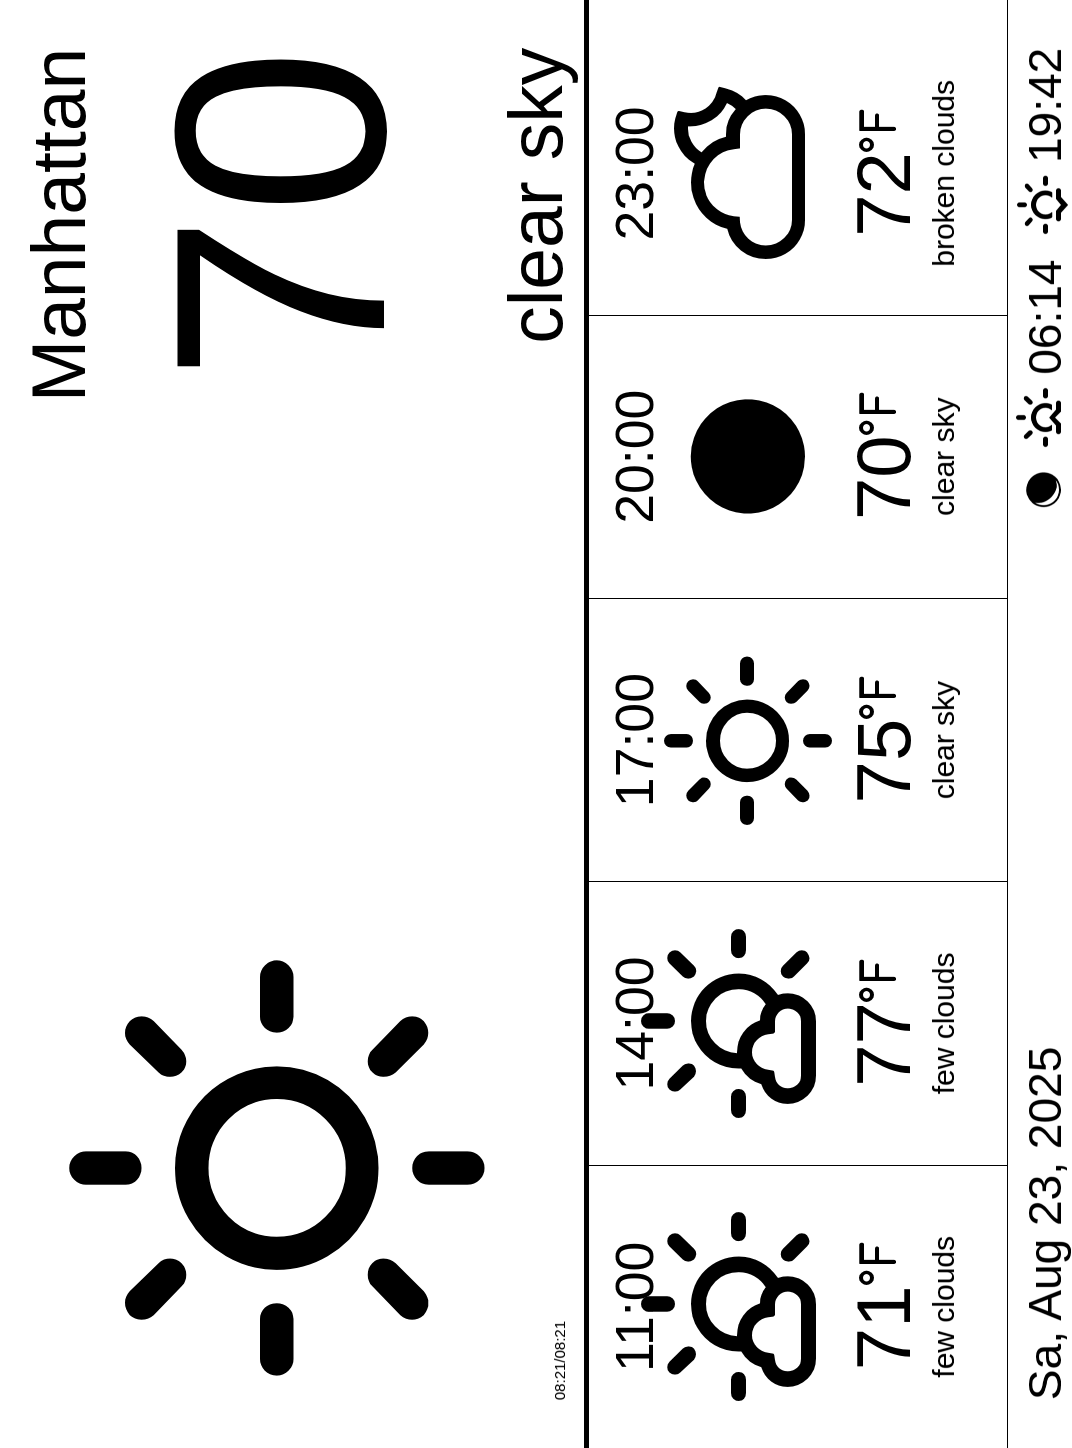 Manhattan
70
clear sky
08:21/08:21
11:00
71°F
few clouds
14:00
77°F
few clouds
17:00
75°F
clear sky
20:00
70°F
clear sky
23:00
72°F
broken clouds
Sa, Aug 23, 2025
06:14
19:42